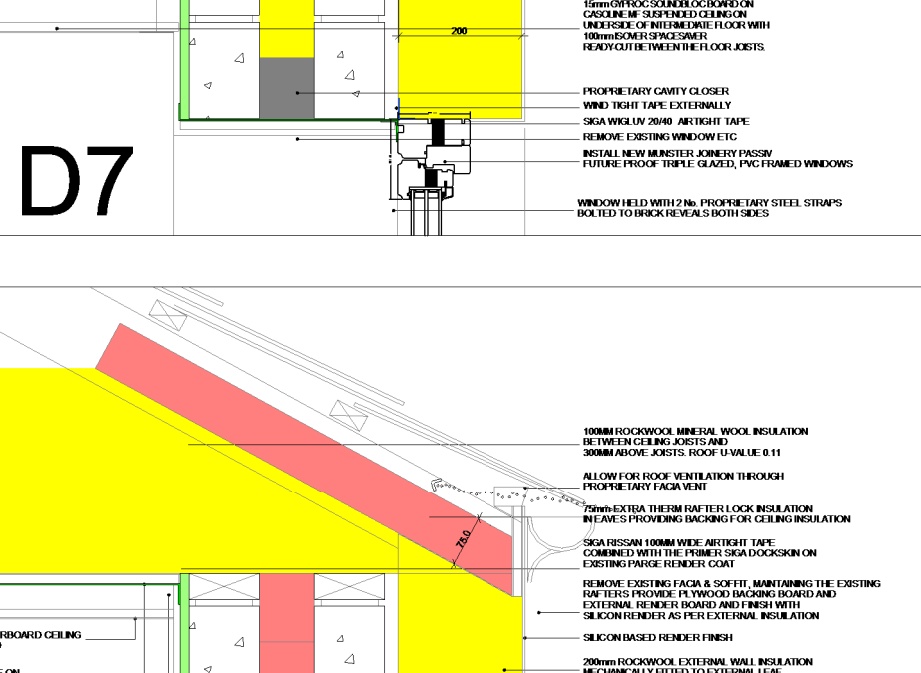 15mm GYPROC SOUNDBLOC BOARD ON
CASOLINE MF SUSPENDED CEILING ON
UNDERSIDE OF INTERMEDIATE FLOOR WITH
100mm ISOVER SPACESAVER
READY-CUT BETWEEN THE FLOOR JOISTS.
200
PROPRIETARY CAVITY CLOSER
WIND TIGHT TAPE EXTERNALLY
SIGA WIGLUV 20/40 AIRTIGHT TAPE
REMOVE EXISTING WINDOW ETC
INSTALL NEW MUNSTER JOINERY PASSIV
FUTURE PROOF TRIPLE GLAZED, PVC FRAMED WINDOWS
D7
WINDOW HELD WITH 2 No. PROPRIETARY STEEL STRAPS
BOLTED TO BRICK REVEALS BOTH SIDES
100MM ROCKWOOL MINERAL WOOL INSULATION
BETWEEN CEILING JOISTS AND
300MM ABOVE JOISTS. ROOF U-VALUE 0.11
ALLOW FOR ROOF VENTILATION THROUGH
PROPRIETARY FACIA VENT
75mm EXTRA THERM RAFTER LOCK INSULATION
IN EAVES PROVIDING BACKING FOR CEILING INSULATION
75.0
SIGA RISSAN 100MM WIDE AIRTIGHT TAPE
COMBINED WITH THE PRIMER SIGA DOCKSKIN ON
EXISTING PARGE RENDER COAT
REMOVE EXISTING FACIA & SOFFIT, MAINTAINING THE EXISTING
RAFTERS PROVIDE PLYWOOD BACKING BOARD AND
EXTERNAL RENDER BOARD AND FINISH WITH
SILICON RENDER AS PER EXTERNAL INSULATION
SILICON BASED RENDER FINISH
RBOARD CEILING
E ON
200mm ROCKWOOL EXTERNAL WALL INSULATION
MECHANICALLY FITTED TO EXTERNAL LEAF